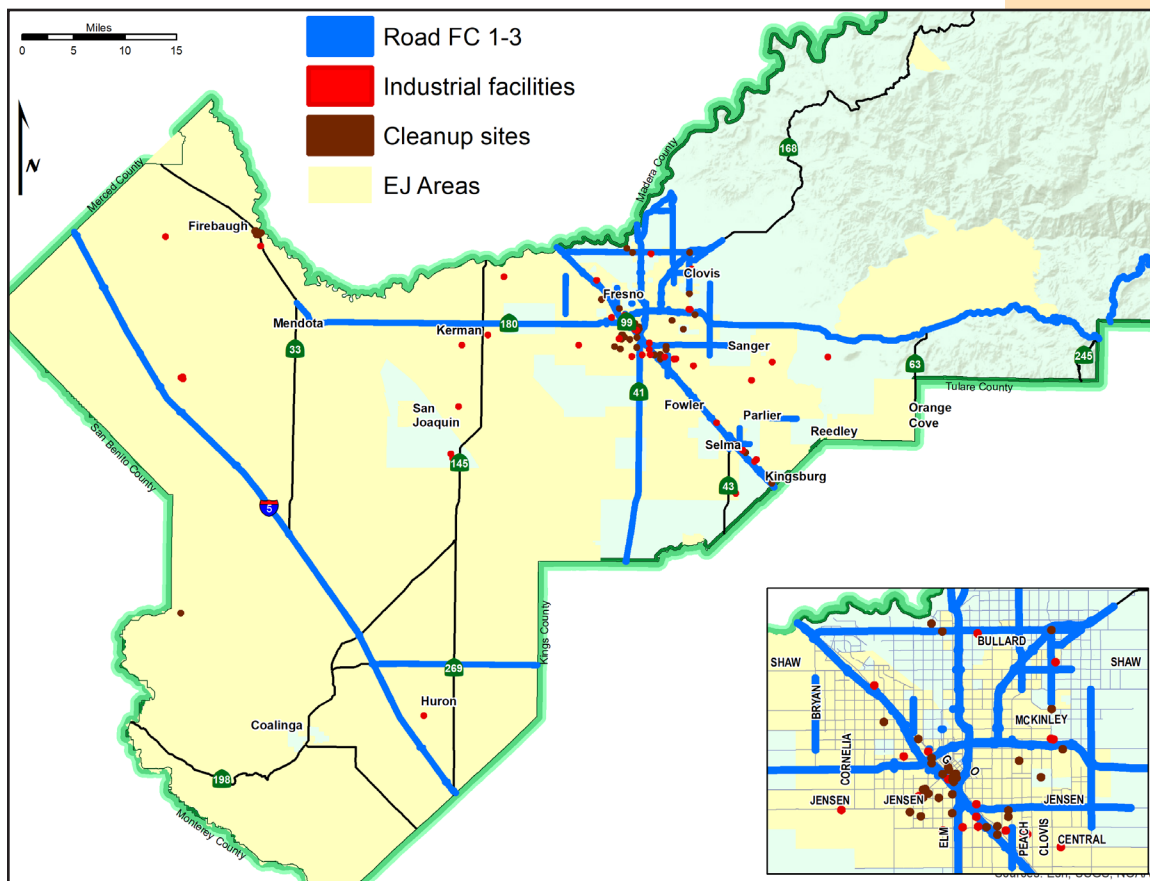 Miles
0 5 10 15
N
Road FC 1-3
Industrial facilities
Cleanup sites
EJ Areas
Merced County
Madera County
168
Firebaugh
Clovis
Fresno
Mendota
Kerman
180
99
33
Sanger
63
245
Tulare County
41
San
Joaquin
Fowler
Parlier
Orange
Cove
Reedley
Selma
San Benito County
145
Kingsburg
43
5
Kings County
269
Huron
Coalinga
198
Monterey County
BULLARD
SHAW
SHAW
BRYAN
MCKINLEY
CORNELIA
G
O
JENSEN
JENSEN
JENSEN
ELM
PEACH
CLOVIS
CENTRAL